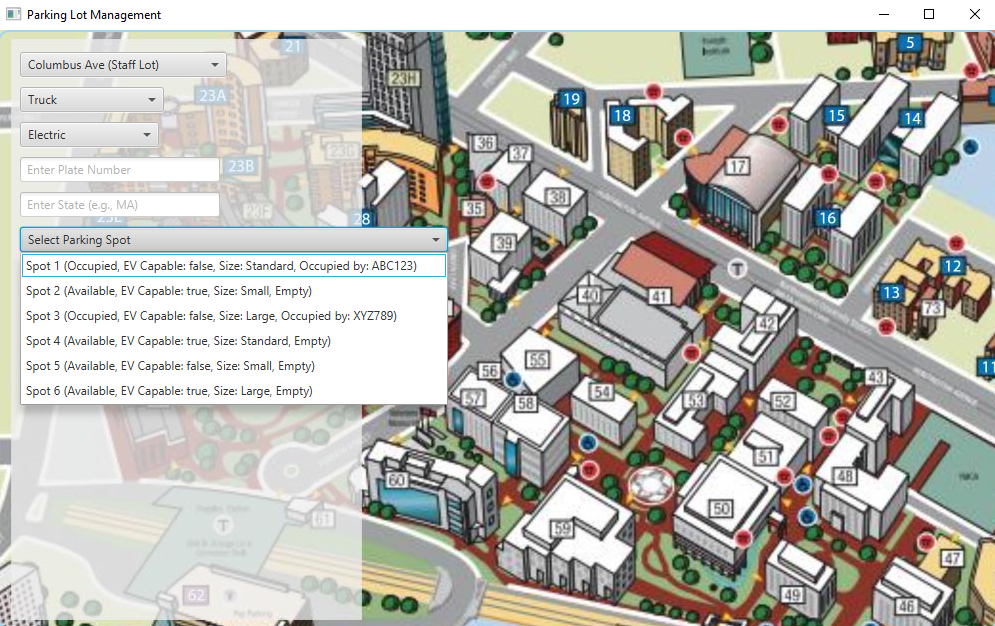 Parking Lot Management
Columbus Ave (Staff Lot)
Truck
Electric
Enter Plate Number
Enter State (e.g., MA)
Select Parking Spot
Spot 1 (Occupied, EV Capable: false, Size: Standard, Occupied by: ABC123)
Spot 2 (Available, EV Capable: true, Size: Small, Empty)
Spot 3 (Occupied, EV Capable: false, Size: Large, Occupied by: XYZ789)
Spot 4 (Available, EV Capable: true, Size: Standard, Empty)
Spot 5 (Available, EV Capable: false, Size: Small, Empty)
Spot 6 (Available, EV Capable: true, Size: Large, Empty)
21
5
23H
23A
19
18
15
14
36
37
23G
23B
17
38
35
23F
28
16
39
12
13
73
T
40
41
42
11
55
56
43
57
58
54
53
52
51
48
60
50
59
61
T
47
49
46
62
Pay Parking
YMCA